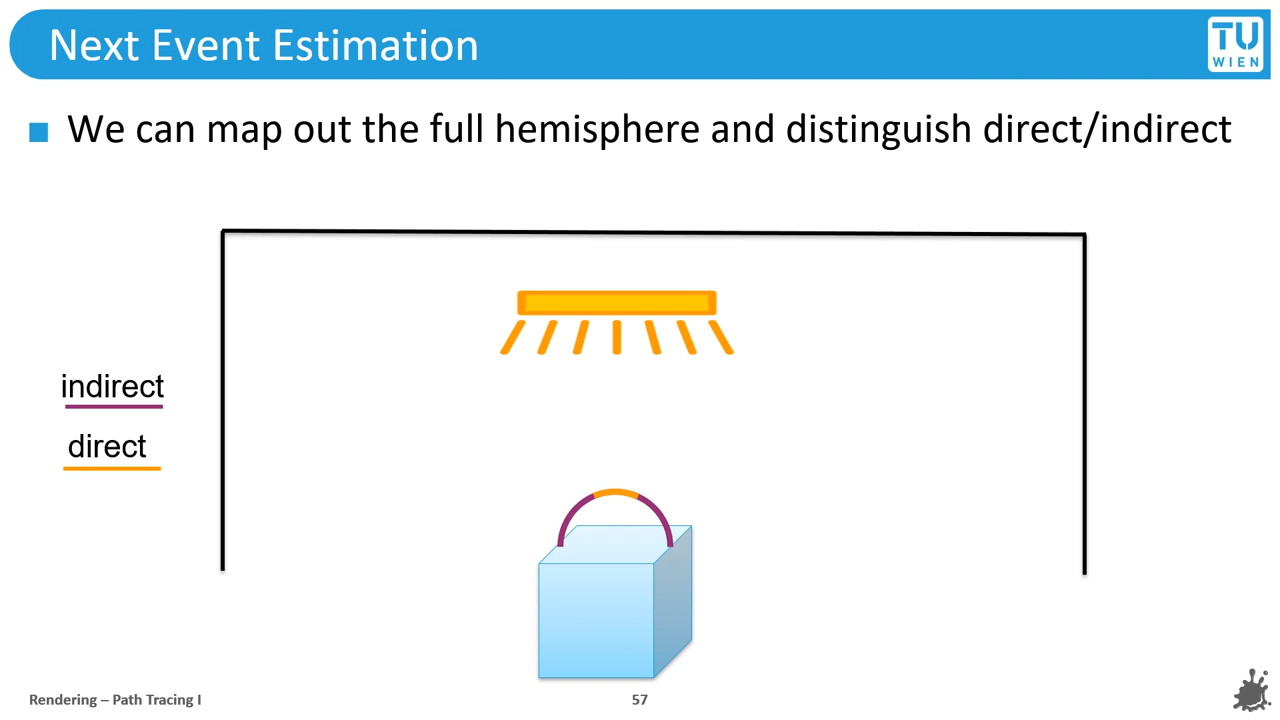 Next Event Estimation
TU
WIEN
We can map out the full hemisphere and distinguish direct/indirect
indirect
direct
Rendering – Path Tracing I
57